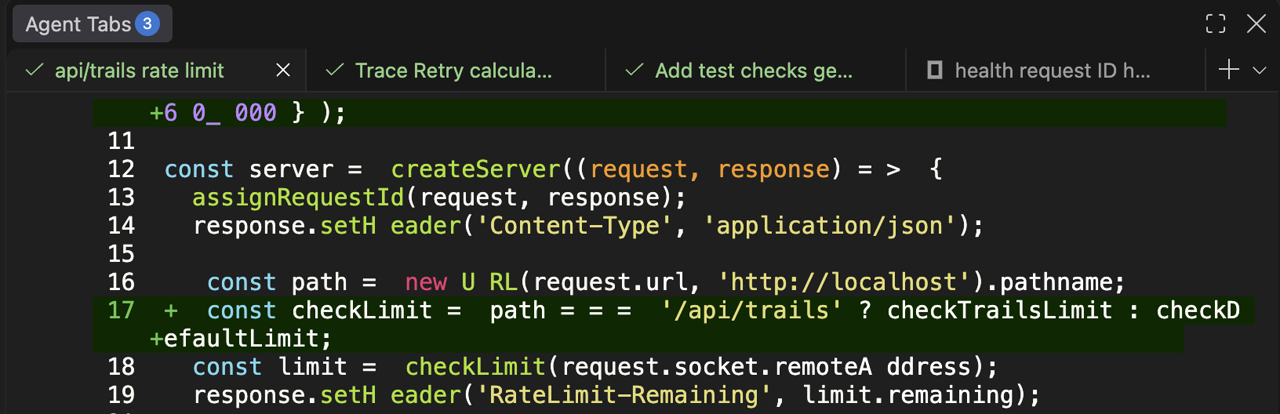 Agent Tabs 3
api/trails rate limit
Trace Retry calcula...
Add test checks ge...
health request ID h...
+6 0_ 000 } );
11
12 const server = createServer((request, response) = > {
13 assignRequestId(request, response);
14 response.setH eader('Content-Type', 'application/json');
15
16 const path = new U RL(request.url, 'http://localhost').pathname;
17 + const checkLimit = path = = = '/api/trails' ? checkTrailsLimit : checkD
+efaultLimit;
18 const limit = checkLimit(request.socket.remoteA ddress);
19 response.setH eader('RateLimit-Remaining', limit.remaining);